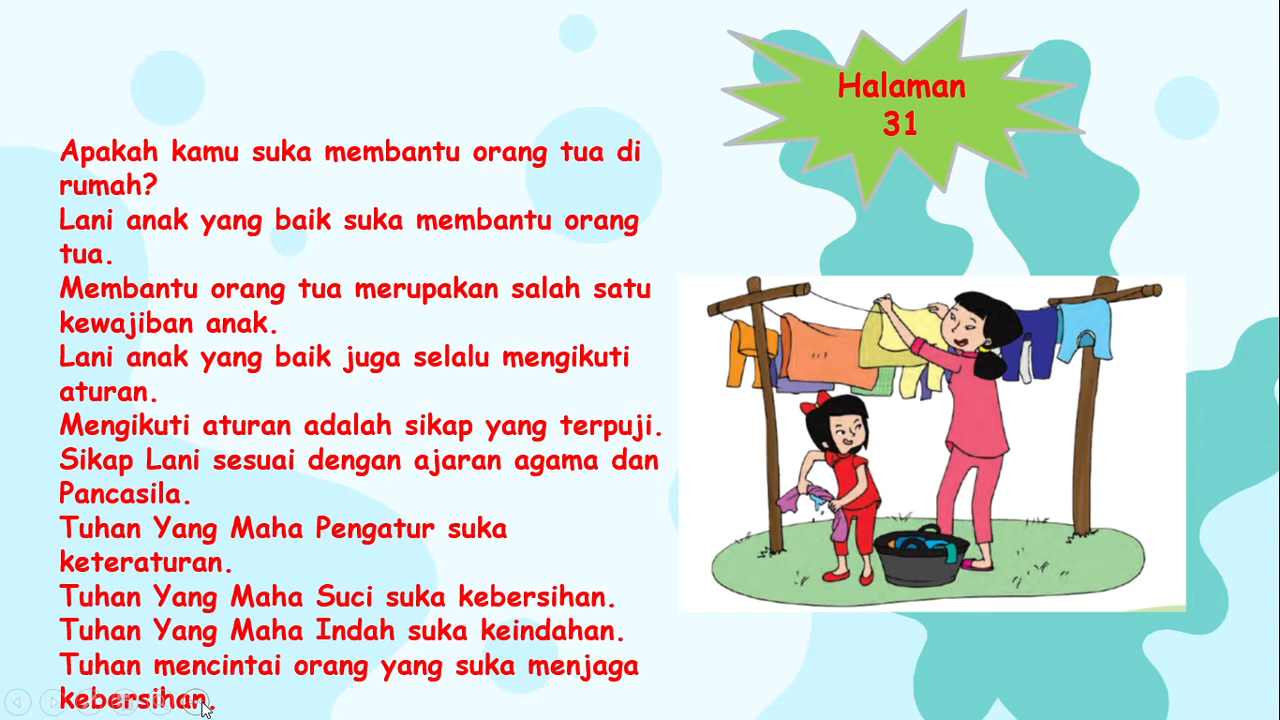 Halaman
31
Apakah kamu suka membantu orang tua di
rumah?
Lani anak yang baik suka membantu orang
tua.
Membantu orang tua merupakan salah satu
kewajiban anak.
Lani anak yang baik juga selalu mengikuti
aturan.
Mengikuti aturan adalah sikap yang terpuji.
Sikap Lani sesuai dengan ajaran agama dan
Pancasila.
Tuhan Yang Maha Pengatur suka
keteraturan.
Tuhan Yang Maha Suci suka kebersihan.
Tuhan Yang Maha Indah suka keindahan.
Tuhan mencintai orang yang suka menjaga
kebersihan.